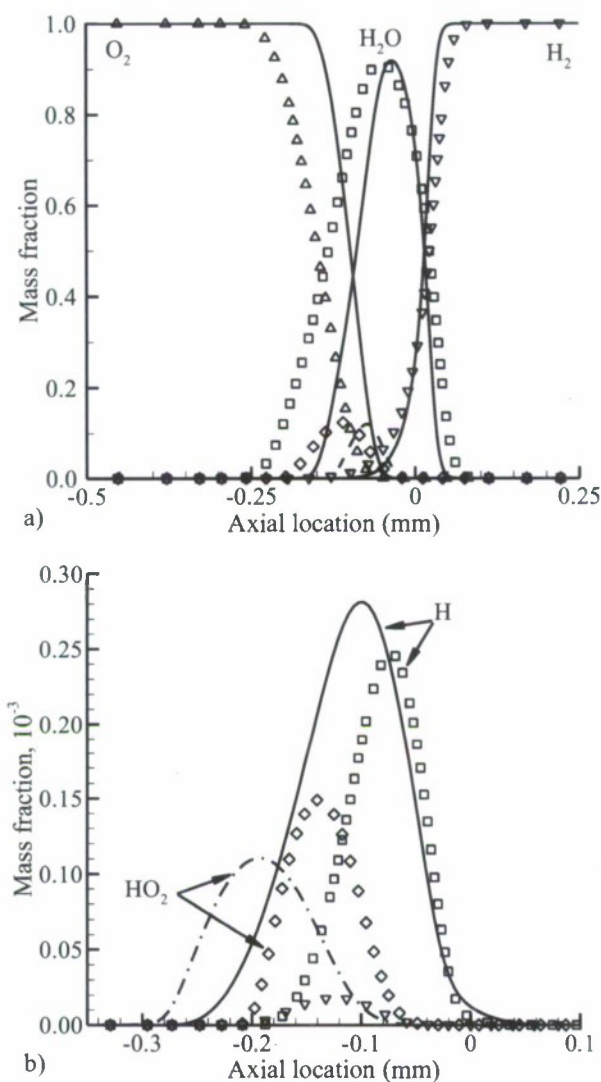 1.0
O2
H2O
H2
0.8
0.6
0.4
0.2
0.0
Mass fraction
-0.5
-0.25
0
0.25
a)
Axial location (mm)
0.30
H
0.25
0.20
0.15
HO2
0.10
0.05
0.00
Mass fraction, 10-3
-0.3
-0.2
-0.1
0
0.1
b)
Axial location (mm)